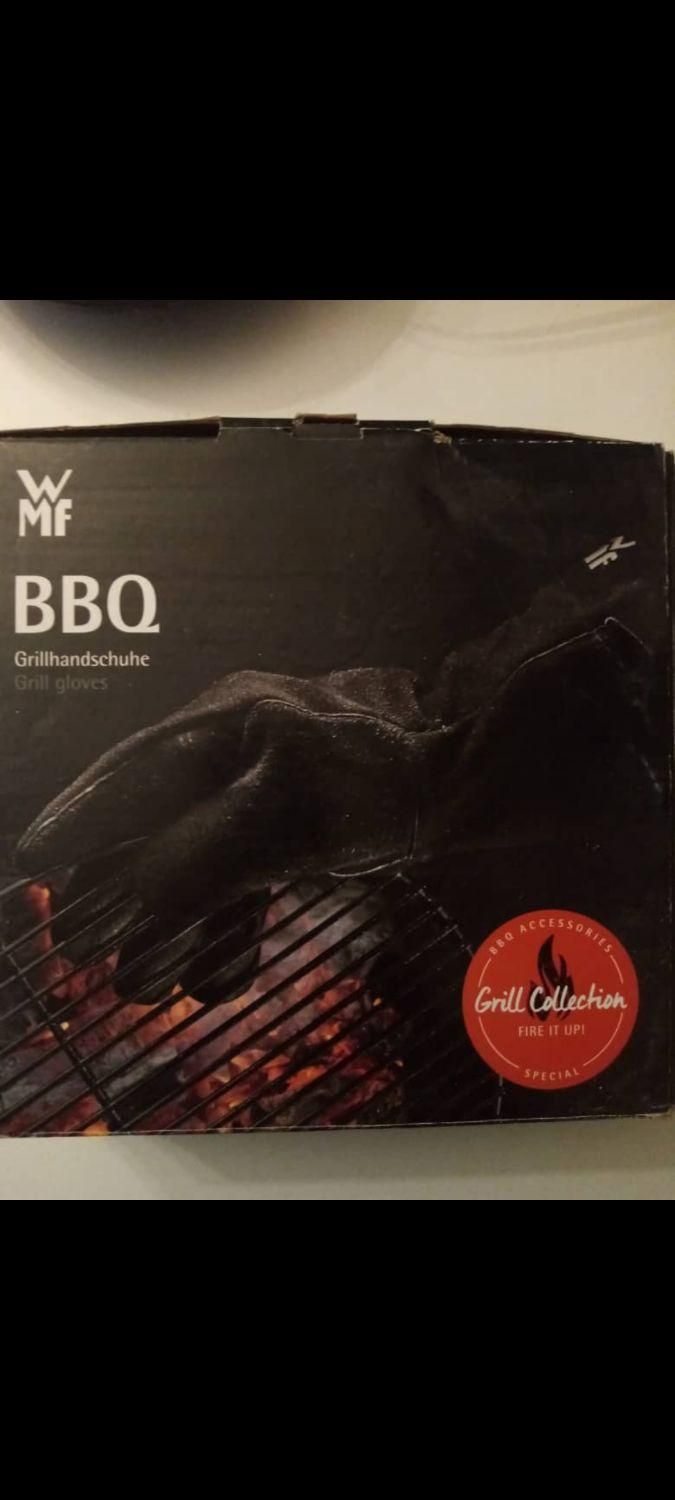 WMF
BBQ
Grillhandschuhe
Grill gloves
BBQ ACCESSORIES
Grill Collection
FIRE IT UP!
SPECIAL